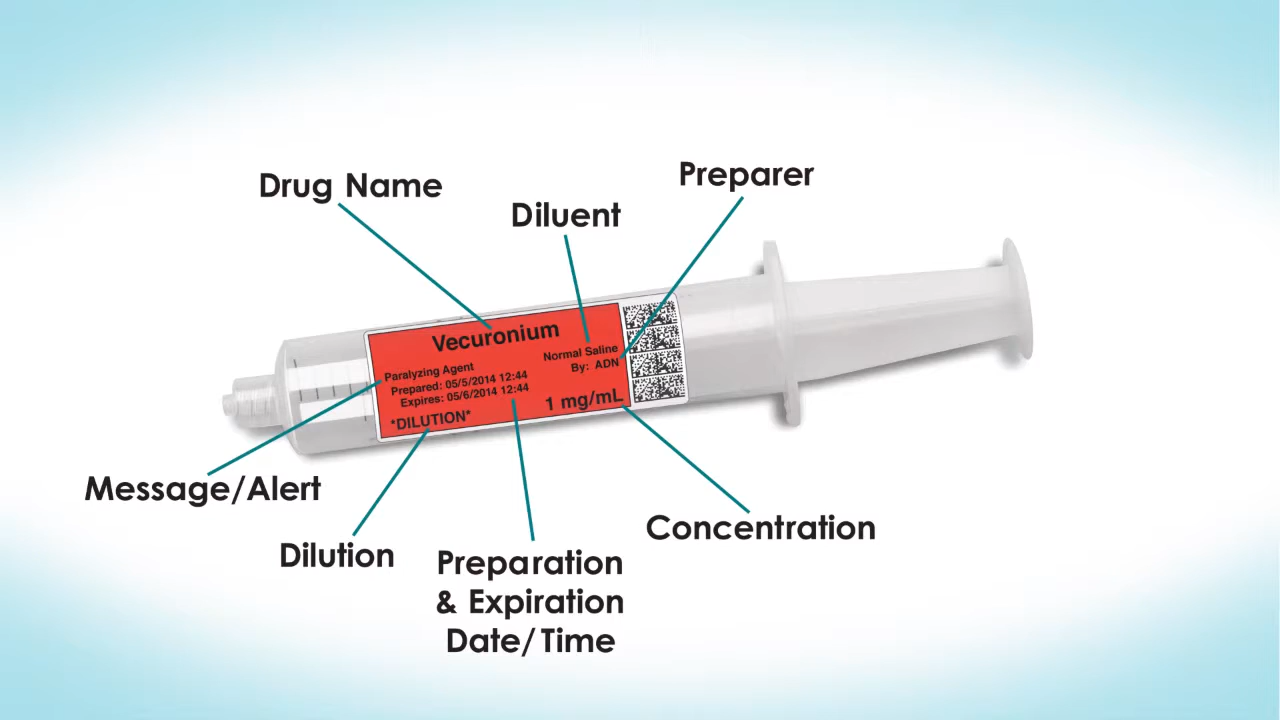 Drug Name
Diluent
Preparer
Vecuronium
Paralyzing Agent
Prepared: 05/5/2014 12:44
Expires: 05/6/2014 12:44
*DILUTION*
Normal Saline
By: ADN
1 mg/mL
Message/Alert
Dilution
Preparation
& Expiration
Date/Time
Concentration